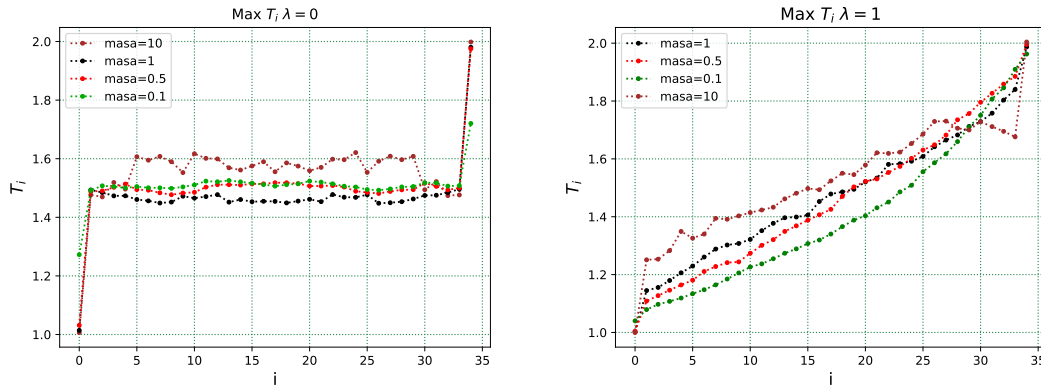 Max T_i λ = 0
T_i
2.0
1.8
1.6
1.4
1.2
1.0
masa=10
masa=1
masa=0.5
masa=0.1
0 5 10 15 20 25 30 35
i
Max T_i λ = 1
T_i
2.0
1.8
1.6
1.4
1.2
1.0
masa=1
masa=0.5
masa=0.1
masa=10
0 5 10 15 20 25 30 35
i